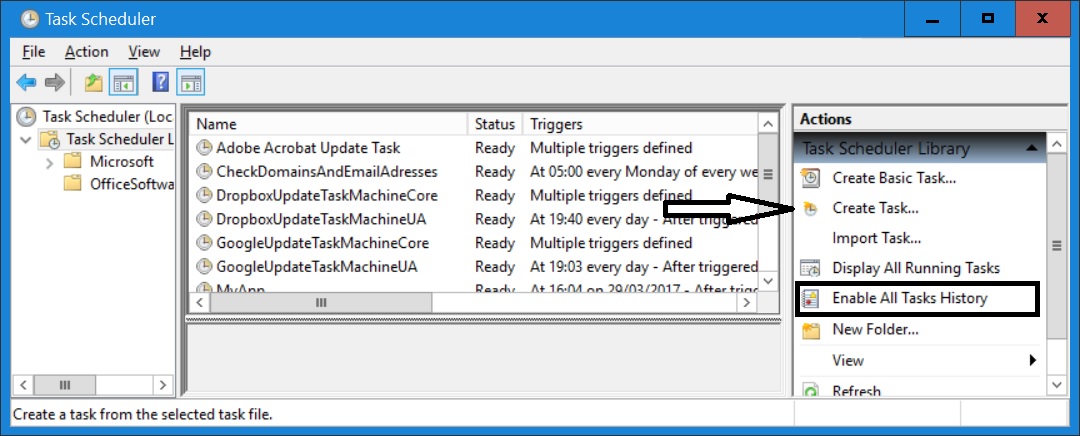 Task Scheduler
x
File Action View Help
Task Scheduler (Loc
Task Scheduler L
Microsoft
OfficeSoftwa
Name Status Triggers
Adobe Acrobat Update Task Ready Multiple triggers defined
CheckDomainsAndEmailAdresses Ready At 05:00 every Monday of every we
DropboxUpdateTaskMachineCore Ready Multiple triggers defined
DropboxUpdateTaskMachineUA Ready At 19:40 every day - After triggered
GoogleUpdateTaskMachineCore Ready Multiple triggers defined
GoogleUpdateTaskMachineUA Ready At 19:03 every day - After triggered
MyApp Ready At 16:04 on 29/03/2017 - After trigg
Actions
Task Scheduler Library
Create Basic Task...
Create Task...
Import Task...
Display All Running Tasks
Enable All Tasks History
New Folder...
View
Refresh
Create a task from the selected task file.